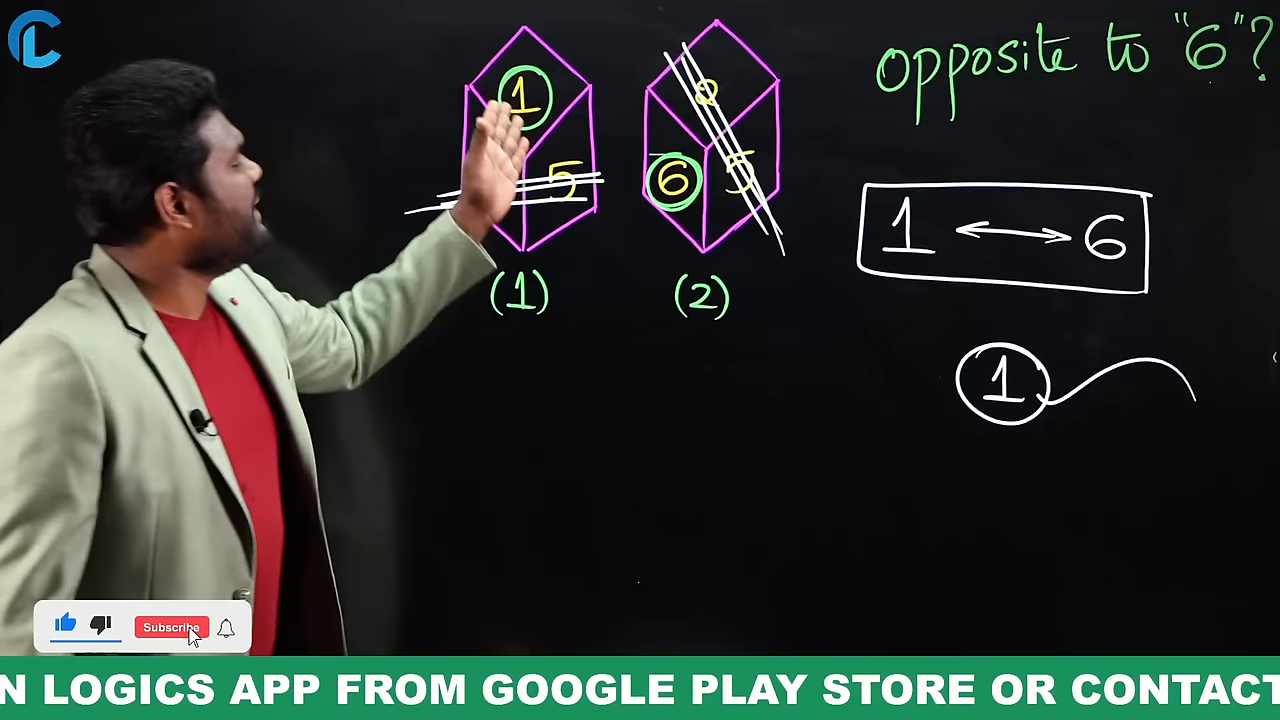 opposite to "6"?
1
5
6
5
(1)
(2)
1 ↔ 6
1
Subscribe
N LOGICS APP FROM GOOGLE PLAY STORE OR CONTACT